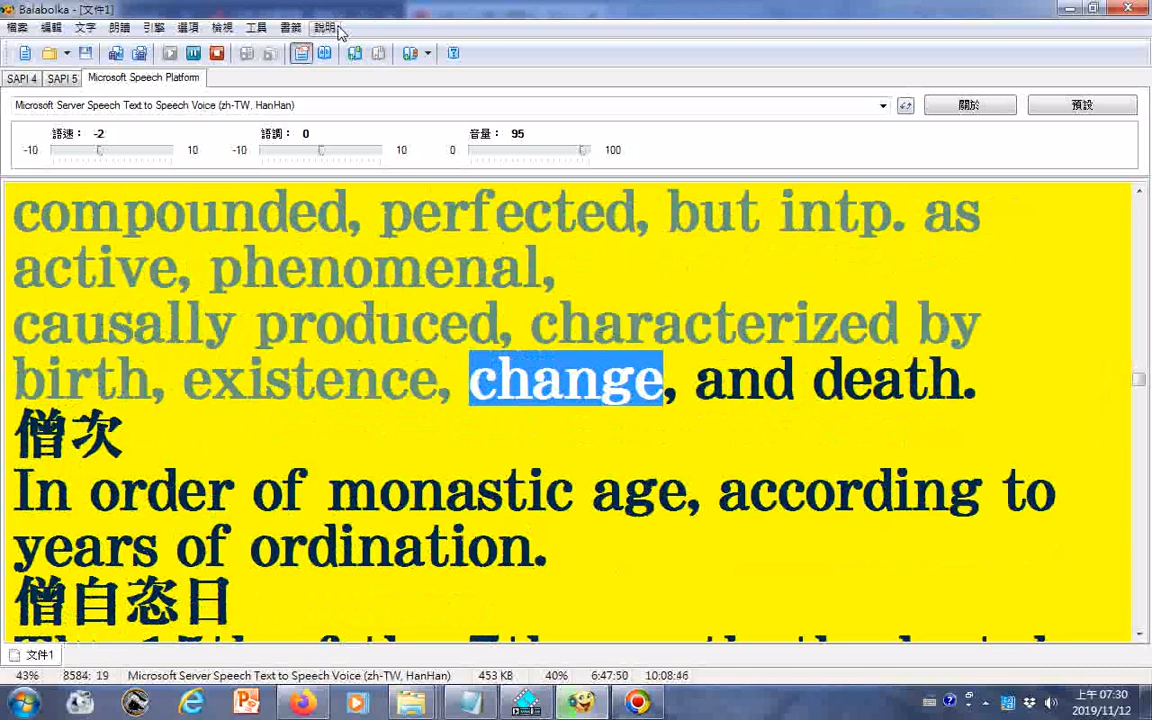 Balabolka - [文件1]
檔案 編輯 文字 朗讀 引擎 選項 檢視 工具 書籤 說明
SAPI 4 SAPI 5 Microsoft Speech Platform
Microsoft Server Speech Text to Speech Voice (zh-TW, HanHan) 關於 預設
語速： -2 語調： 0 音量： 95
-10 10 -10 10 0 100
compounded, perfected, but intp. as
active, phenomenal,
causally produced, characterized by
birth, existence, change, and death.
僧次
In order of monastic age, according to
years of ordination.
僧自恣日
文件1
43% 8584: 19 Microsoft Server Speech Text to Speech Voice (zh-TW, HanHan) 453 KB 40% 6:47:50 10:08:46
上午 07:30
2019/11/12